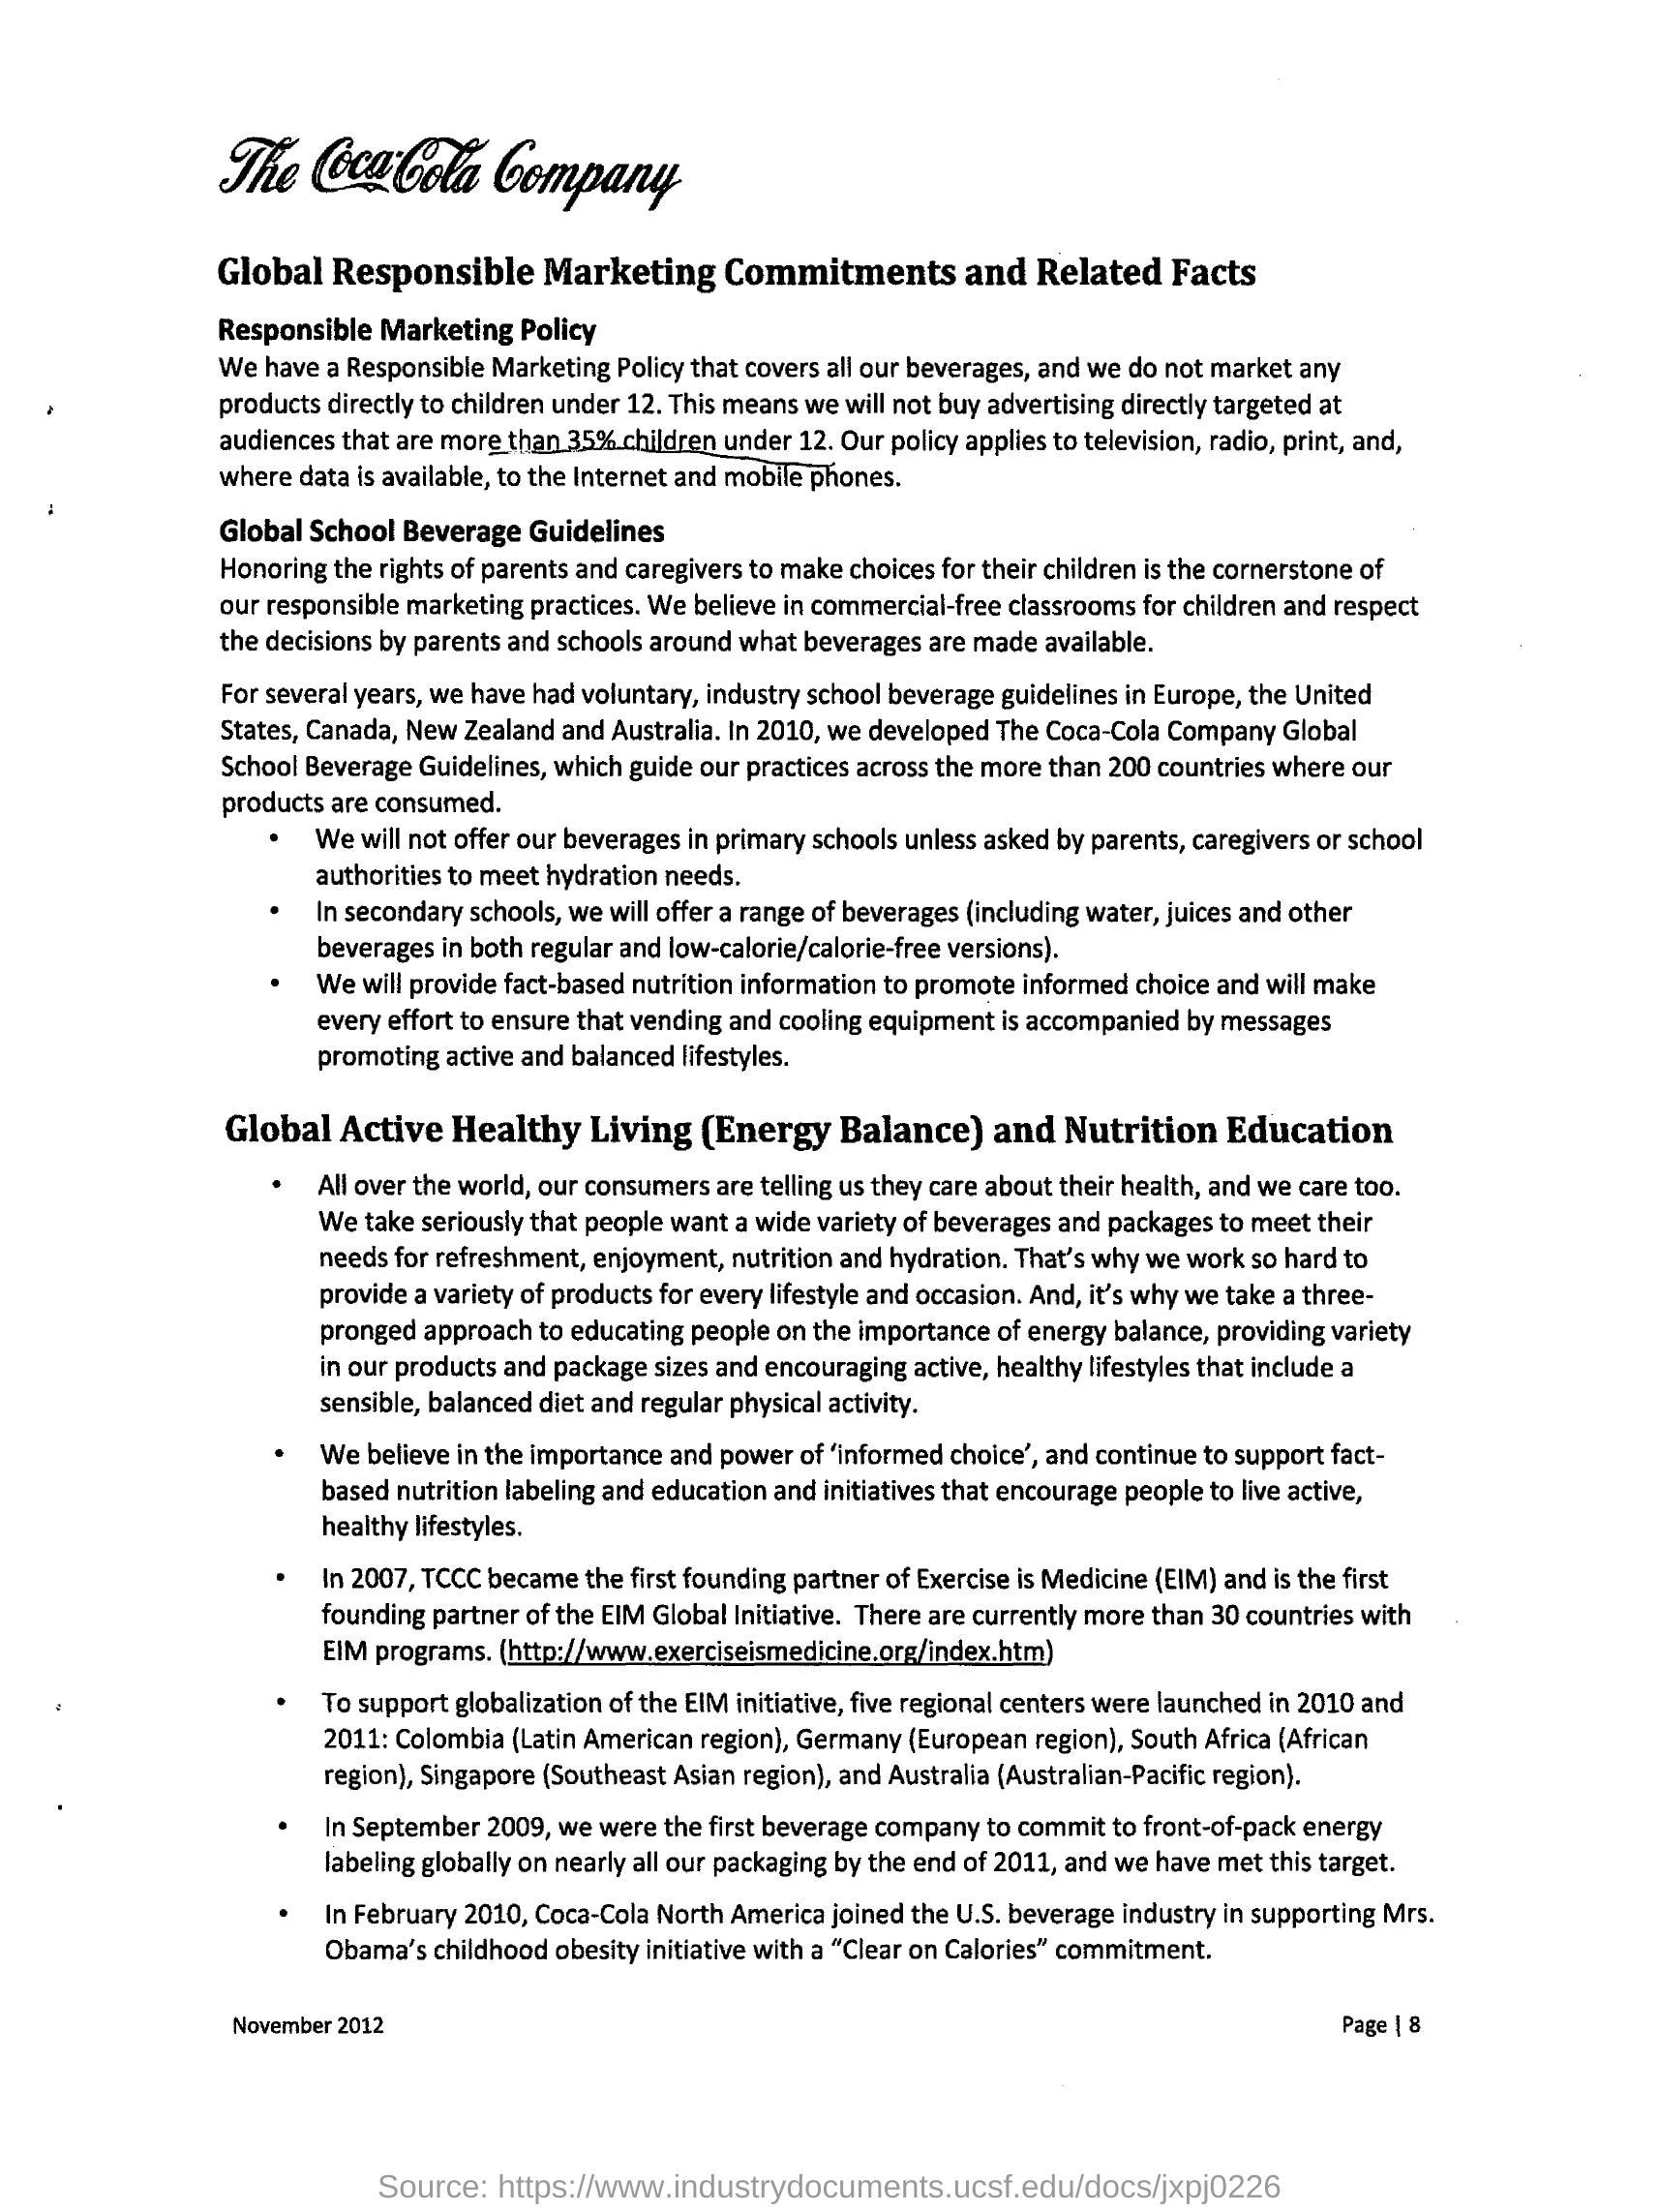 The Coca-Cola Company
Global Responsible Marketing Commitments and Related Facts
Responsible Marketing Policy
We have a Responsible Marketing Policy that covers all our beverages, and we do not market any
products directly to children under 12. This means we will not buy advertising directly targeted at
audiences that are more than 35% children under 12. Our policy applies to television, radio, print, and,
where data is available, to the Internet and mobile phones.
Global School Beverage Guidelines
Honoring the rights of parents and caregivers to make choices for their children is the cornerstone of
our responsible marketing practices. We believe in commercial-free classrooms for children and respect
the decisions by parents and schools around what beverages are made available.
For several years, we have had voluntary, industry school beverage guidelines in Europe, the United
States, Canada, New Zealand and Australia. In 2010, we developed The Coca-Cola Company Global
School Beverage Guidelines, which guide our practices across the more than 200 countries where our
products are consumed.
• We will not offer our beverages in primary schools unless asked by parents, caregivers or school
authorities to meet hydration needs.
• In secondary schools, we will offer a range of beverages (including water, juices and other
beverages in both regular and low-calorie/calorie-free versions).
• We will provide fact-based nutrition information to promote informed choice and will make
every effort to ensure that vending and cooling equipment is accompanied by messages
promoting active and balanced lifestyles.
Global Active Healthy Living (Energy Balance) and Nutrition Education
• All over the world, our consumers are telling us they care about their health, and we care too.
We take seriously that people want a wide variety of beverages and packages to meet their
needs for refreshment, enjoyment, nutrition and hydration. That's why we work so hard to
provide a variety of products for every lifestyle and occasion. And, it's why we take a three-
pronged approach to educating people on the importance of energy balance, providing variety
in our products and package sizes and encouraging active, healthy lifestyles that include a
sensible, balanced diet and regular physical activity.
• We believe in the importance and power of 'informed choice', and continue to support fact-
based nutrition labeling and education and initiatives that encourage people to live active,
healthy lifestyles.
• In 2007, TCCC became the first founding partner of Exercise is Medicine (EIM) and is the first
founding partner of the EIM Global Initiative. There are currently more than 30 countries with
EIM programs. (http://www.exerciseismedicine.org/index.htm)
• To support globalization of the EIM initiative, five regional centers were launched in 2010 and
2011: Colombia (Latin American region), Germany (European region), South Africa (African
region), Singapore (Southeast Asian region), and Australia (Australian-Pacific region).
• In September 2009, we were the first beverage company to commit to front-of-pack energy
labeling globally on nearly all our packaging by the end of 2011, and we have met this target.
• In February 2010, Coca-Cola North America joined the U.S. beverage industry in supporting Mrs.
Obama's childhood obesity initiative with a "Clear on Calories" commitment.
November 2012
Page | 8
Source: https://www.industrydocuments.ucsf.edu/docs/jxpj0226